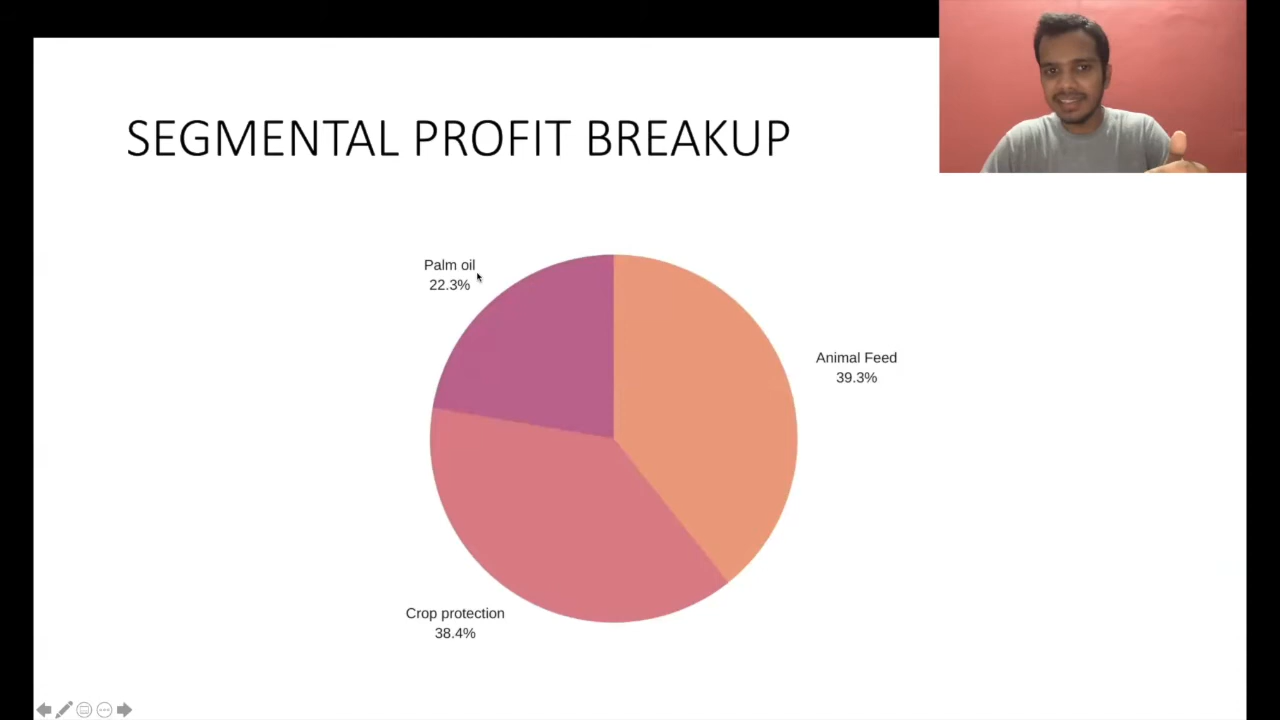 SEGMENTAL PROFIT BREAKUP
Palm oil
22.3%
Animal Feed
39.3%
Crop protection
38.4%